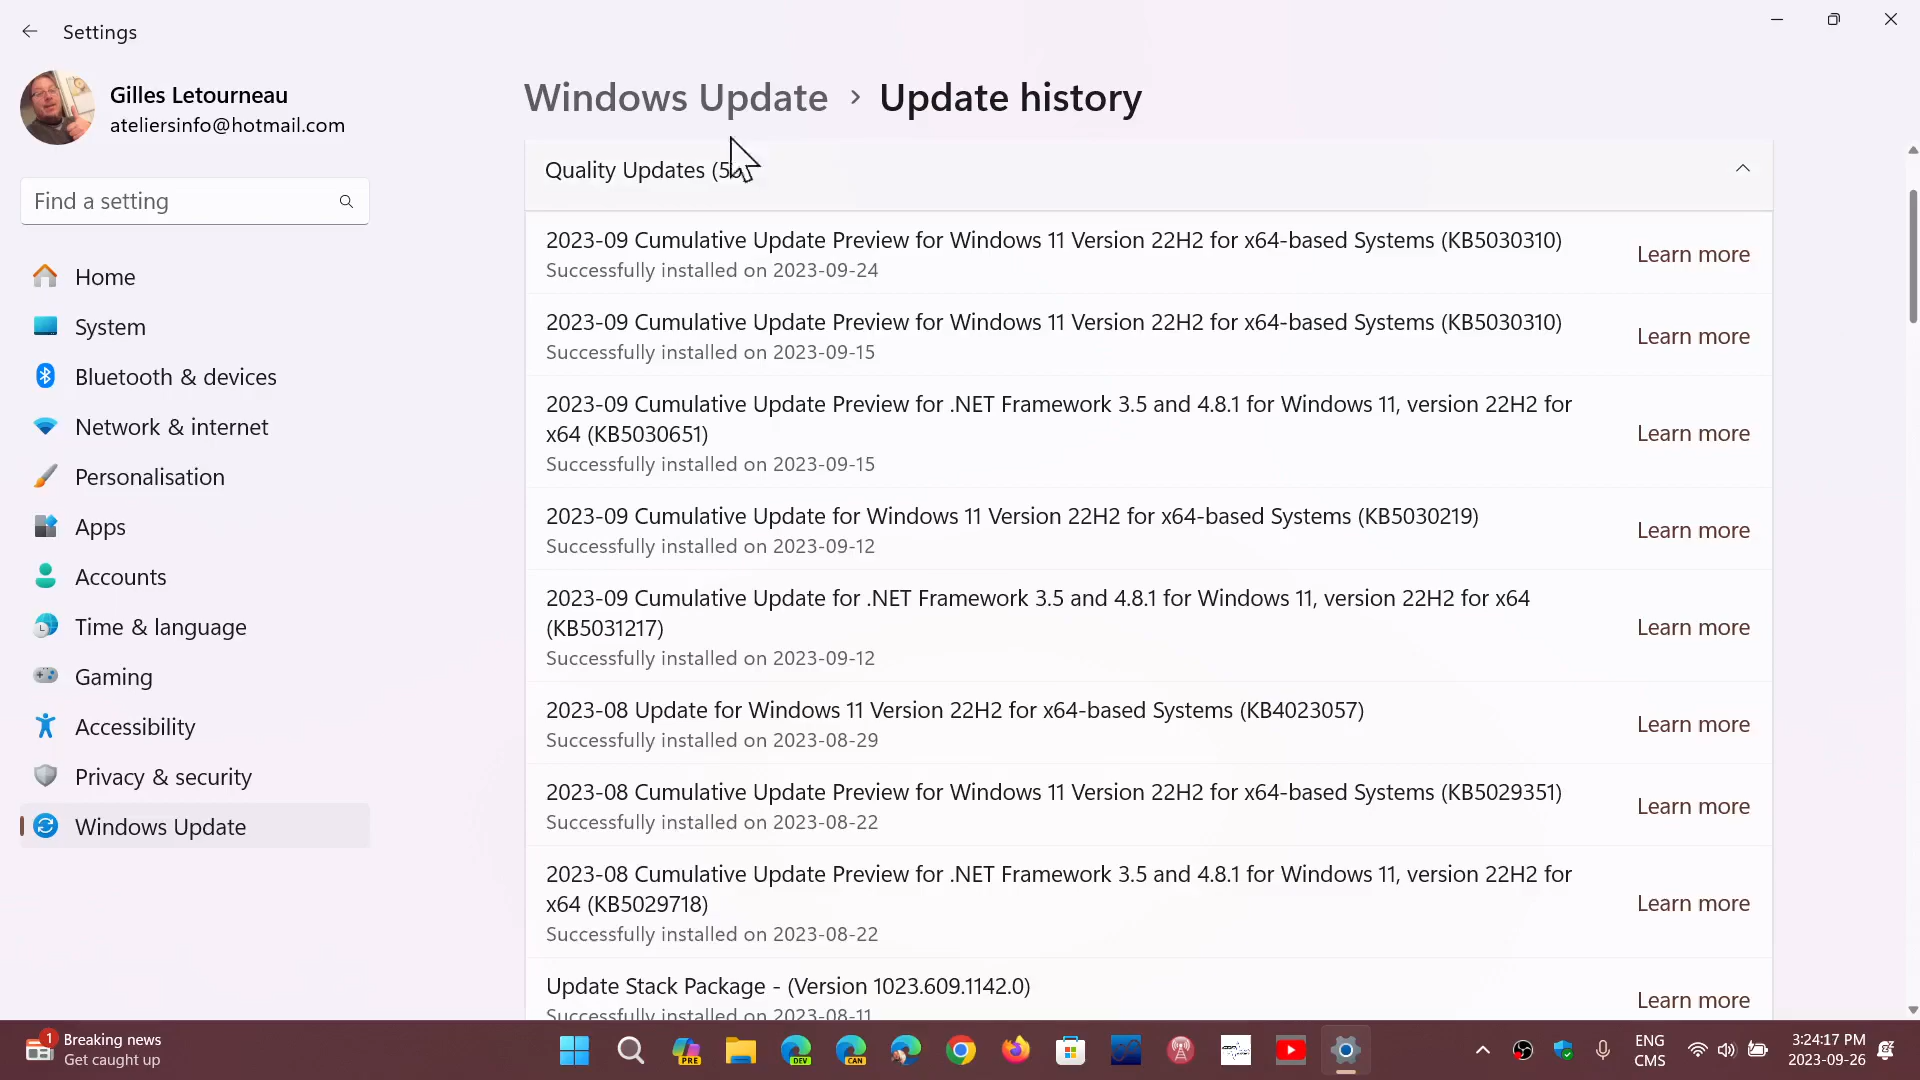 Settings
Gilles Letourneau
ateliersinfo@hotmail.com
Find a setting
Home
System
Bluetooth & devices
Network & internet
Personalisation
Apps
Accounts
Time & language
Gaming
Accessibility
Privacy & security
Windows Update
Windows Update › Update history
Quality Updates
2023-09 Cumulative Update Preview for Windows 11 Version 22H2 for x64-based Systems (KB5030310)
Successfully installed on 2023-09-24
Learn more
2023-09 Cumulative Update Preview for Windows 11 Version 22H2 for x64-based Systems (KB5030310)
Successfully installed on 2023-09-15
Learn more
2023-09 Cumulative Update Preview for .NET Framework 3.5 and 4.8.1 for Windows 11, version 22H2 for
x64 (KB5030651)
Successfully installed on 2023-09-15
Learn more
2023-09 Cumulative Update for Windows 11 Version 22H2 for x64-based Systems (KB5030219)
Successfully installed on 2023-09-12
Learn more
2023-09 Cumulative Update for .NET Framework 3.5 and 4.8.1 for Windows 11, version 22H2 for x64
(KB5031217)
Successfully installed on 2023-09-12
Learn more
2023-08 Update for Windows 11 Version 22H2 for x64-based Systems (KB4023057)
Successfully installed on 2023-08-29
Learn more
2023-08 Cumulative Update Preview for Windows 11 Version 22H2 for x64-based Systems (KB5029351)
Successfully installed on 2023-08-22
Learn more
2023-08 Cumulative Update Preview for .NET Framework 3.5 and 4.8.1 for Windows 11, version 22H2 for
x64 (KB5029718)
Successfully installed on 2023-08-22
Learn more
Update Stack Package - (Version 1023.609.1142.0)
Successfully installed on 2023-08-11
Learn more
1
Breaking news
Get caught up
PRE
DEV
CAN
ENG
CMS
3:24:17 PM
2023-09-26